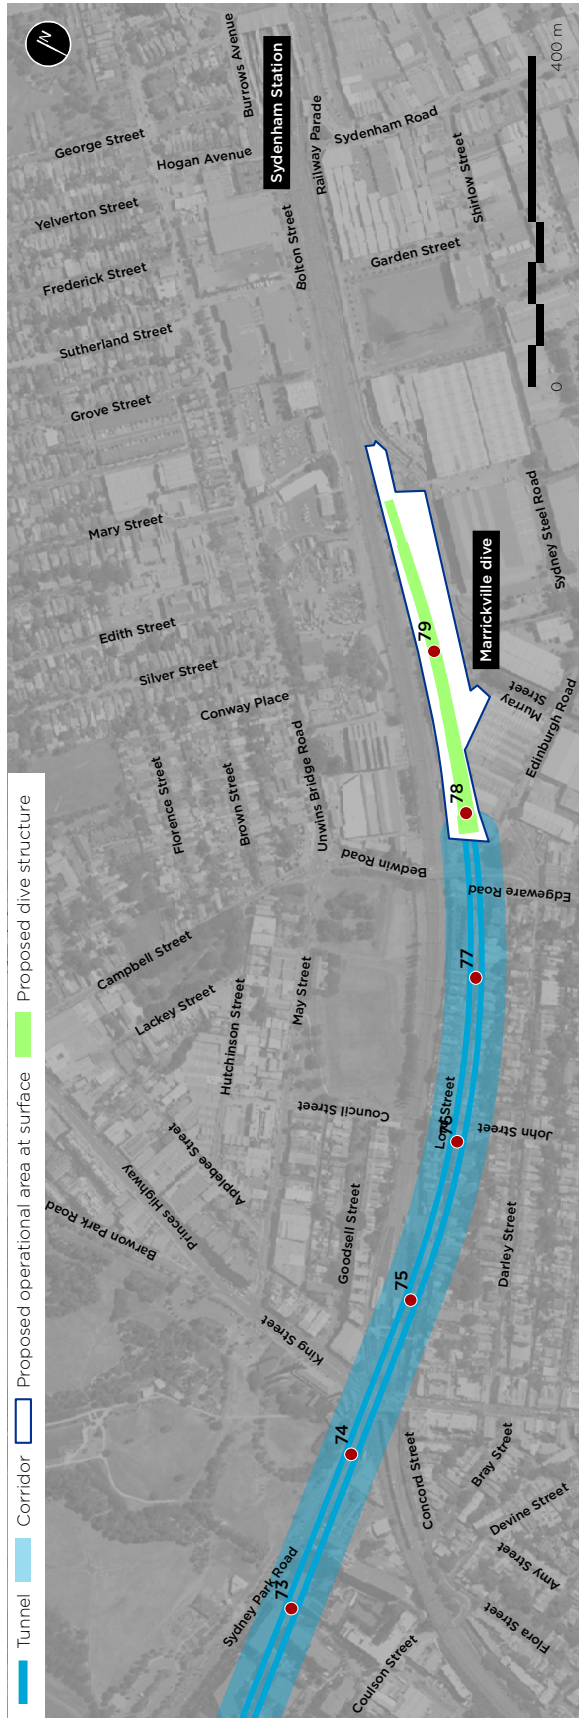 Tunnel
Corridor
Proposed operational area at surface
Proposed dive structure
N
Sydney Park Road
Coulson Street
Flora Street
Amy Street
Devine Street
Bray Street
Concord Street
King Street
Barwon Park Road
Princes Highway
Applebee Street
Goodsell Street
Council Street
Darley Street
John Street
Lord Street
Campbell Street
Lackey Street
Hutchinson Street
May Street
Bedwin Road
Edgeware Road
Florence Street
Brown Street
Unwins Bridge Road
Conway Place
Silver Street
Edith Street
Mary Street
Murray
Street
Edinburgh Road
Marrickville dive
Sydney Steel Road
Grove Street
Sutherland Street
Frederick Street
Yelverton Street
George Street
Hogan Avenue
Burrows Avenue
Bolton Street
Sydenham Station
Railway Parade
Sydenham Road
Garden Street
Shirlow Street
73
74
75
76
77
78
79
0
400 m